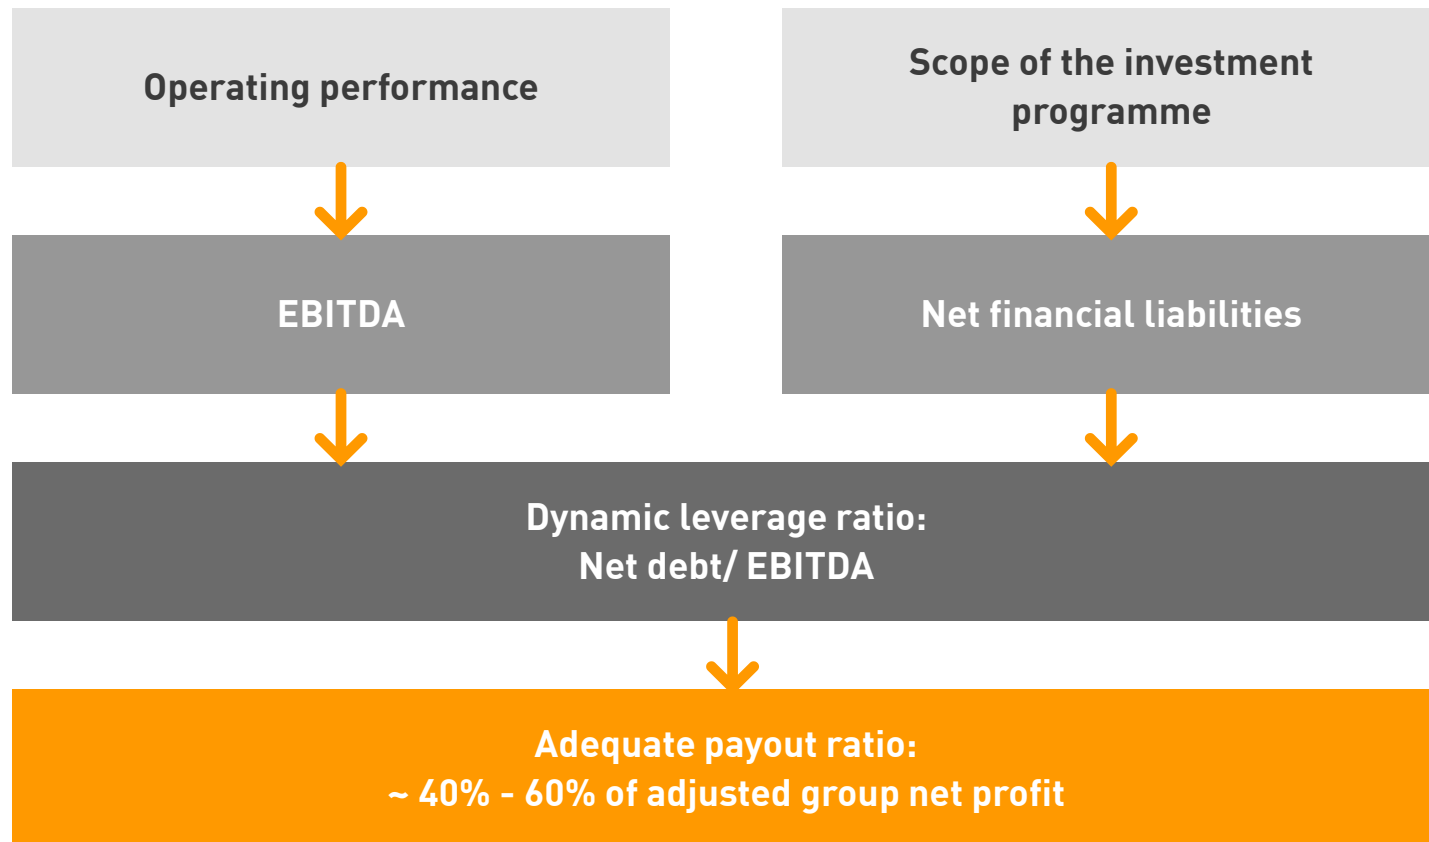 Operating performance
Scope of the investment
programme
EBITDA
Net financial liabilities
Dynamic leverage ratio:
Net debt/ EBITDA
Adequate payout ratio:
~ 40% - 60% of adjusted group net profit